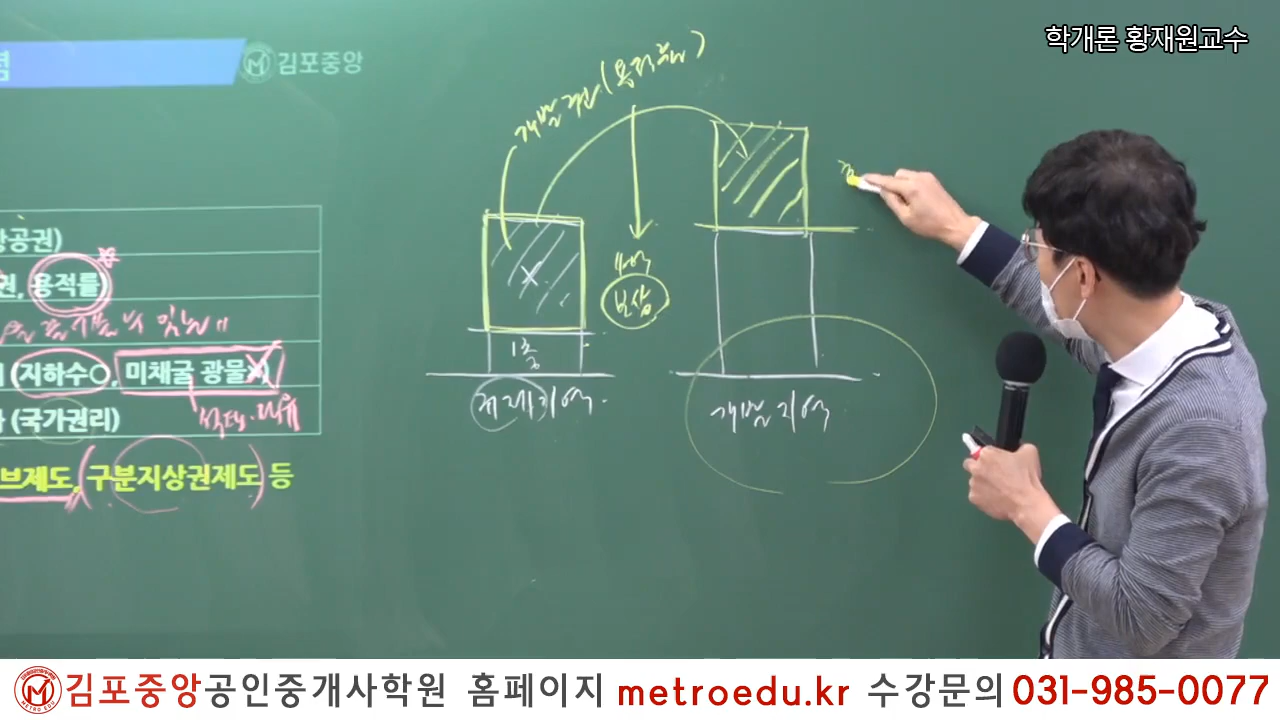 학개론 황재원교수
김포중앙
개발권 (용적률)
상공권)
권, 용적률)
(지하수○, 미채굴 광물X)
(국가권리)
브제도, (구분지상권제도) 등
보상
1층
규제지역
개발지역
김포중앙공인중개사학원 홈페이지 metroedu.kr 수강문의 031-985-0077
METRO EDU